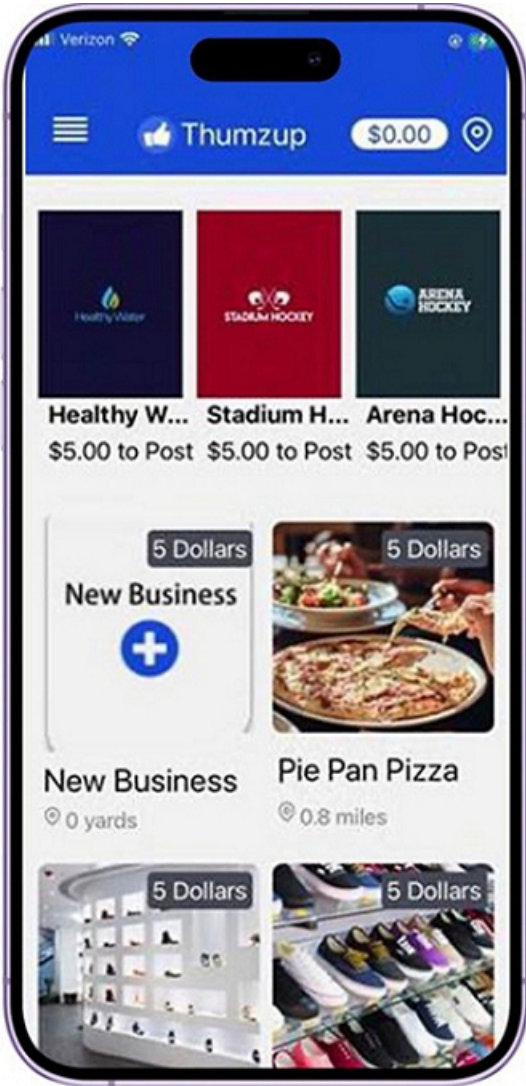 Verizon
Thumzup
$0.00
Healthy Water
STADIUM HOCKEY
ARENA
HOCKEY
Healthy W... Stadium H... Arena Hoc...
$5.00 to Post $5.00 to Post $5.00 to Post
5 Dollars
New Business
5 Dollars
New Business
0 yards
Pie Pan Pizza
0.8 miles
5 Dollars
5 Dollars